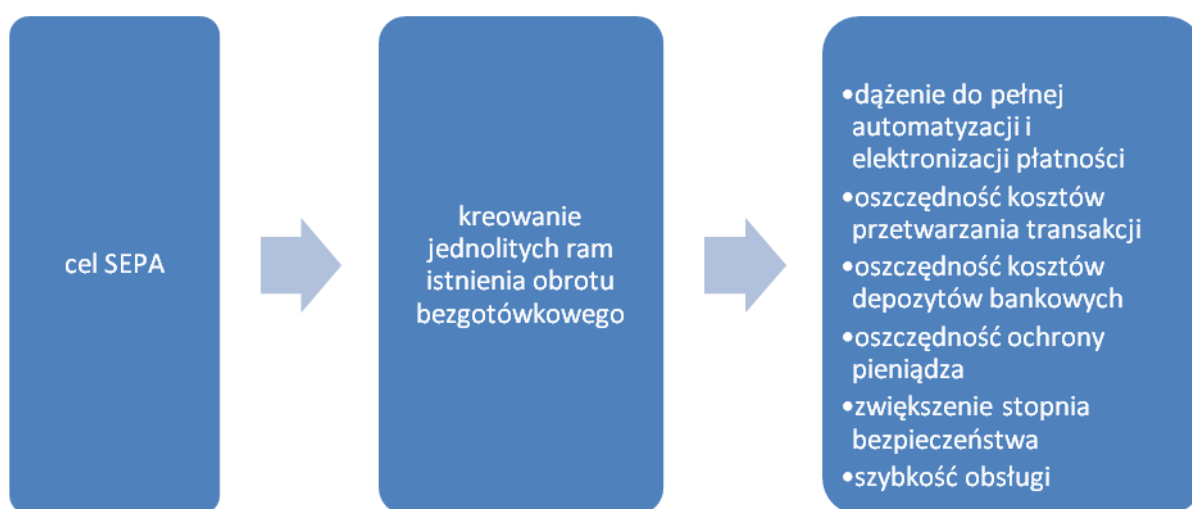 cel SEPA
kreowanie
jednolitych ram
istnienia obrotu
bezgotówkowego
•dążenie do pełnej
automatyzacji i
elektronizacji płatności
•oszczędność kosztów
przetwarzania transakcji
•oszczędność kosztów
depozytów bankowych
•oszczędność ochrony
pieniądza
•zwiększenie stopnia
bezpieczeństwa
•szybkość obsługi